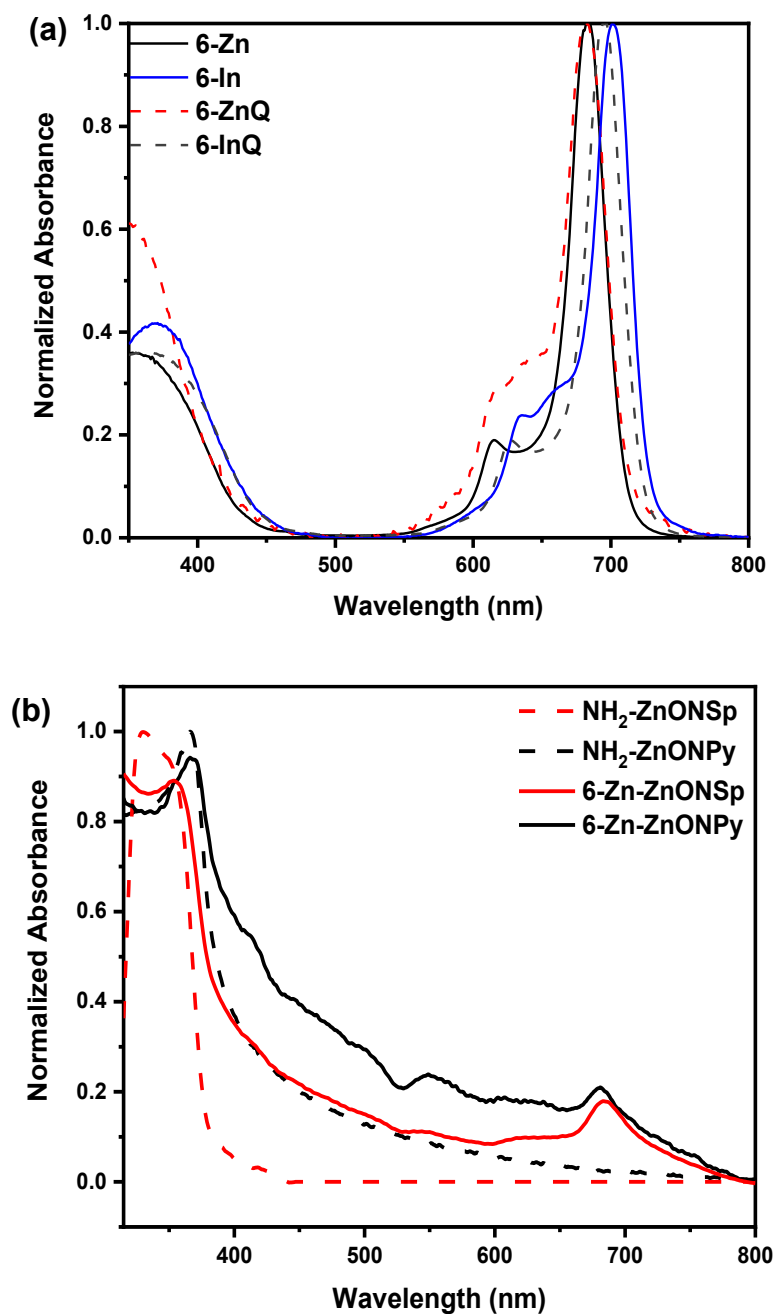 (a)
6-Zn
6-In
6-ZnQ
6-InQ
1.0
0.8
0.6
0.4
0.2
0.0
Normalized Absorbance
400 500 600 700 800
Wavelength (nm)
(b)
NH₂-ZnONSp
NH₂-ZnONPy
6-Zn-ZnONSp
6-Zn-ZnONPy
1.0
0.8
0.6
0.4
0.2
0.0
Normalized Absorbance
400 500 600 700 800
Wavelength (nm)